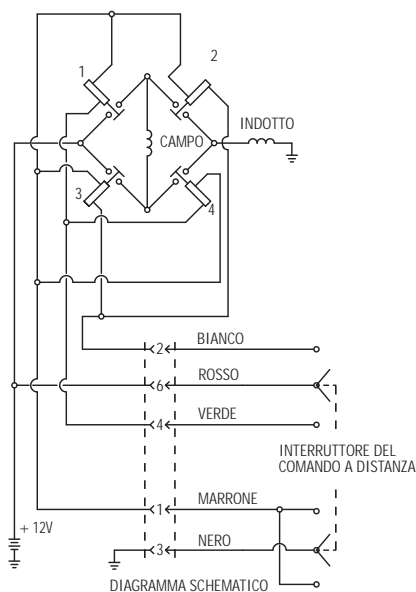 1
2
INDOTTO
CAMPO
3
4
2
BIANCO
6
ROSSO
4
VERDE
INTERRUTTORE DEL
COMANDO A DISTANZA
1
MARRONE
+ 12V
3
NERO
DIAGRAMMA SCHEMATICO